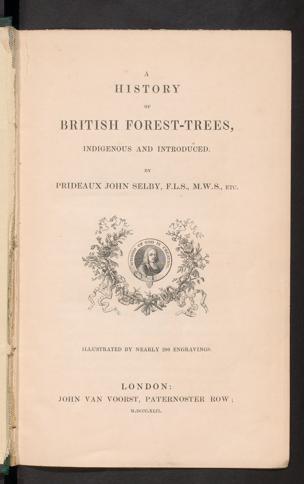 A
HISTORY
OF
BRITISH FOREST-TREES,
INDIGENOUS AND INTRODUCED.
BY
PRIDEAUX JOHN SELBY, F.L.S., M.W.S., ETC.
ILLUSTRATED BY NEARLY 200 ENGRAVINGS.
LONDON:
JOHN VAN VOORST, PATERNOSTER ROW;
M.DCCC.XLII.